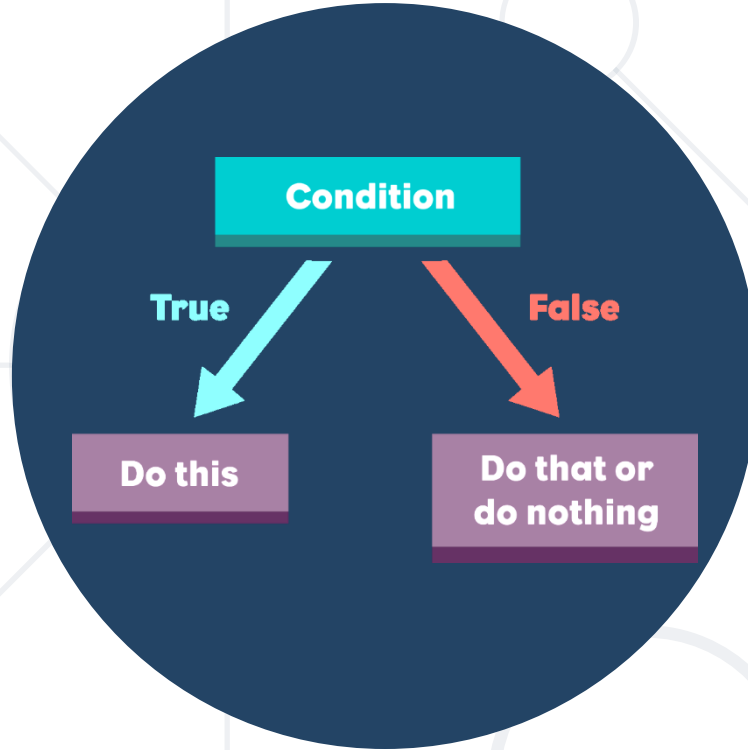 Condition
True
False
Do this
Do that or
do nothing